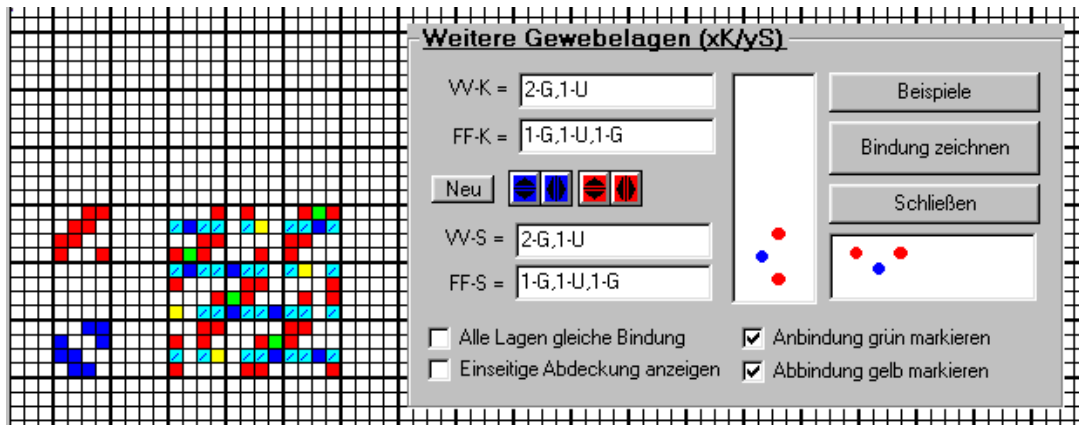 Weitere Gewebelagen (xK/yS)
VV-K = 2-G,1-U
FF-K = 1-G,1-U,1-G
Neu
VV-S = 2-G,1-U
FF-S = 1-G,1-U,1-G
Beispiele
Bindung zeichnen
Schließen
Alle Lagen gleiche Bindung
Einseitige Abdeckung anzeigen
Anbindung grün markieren
Abbindung gelb markieren